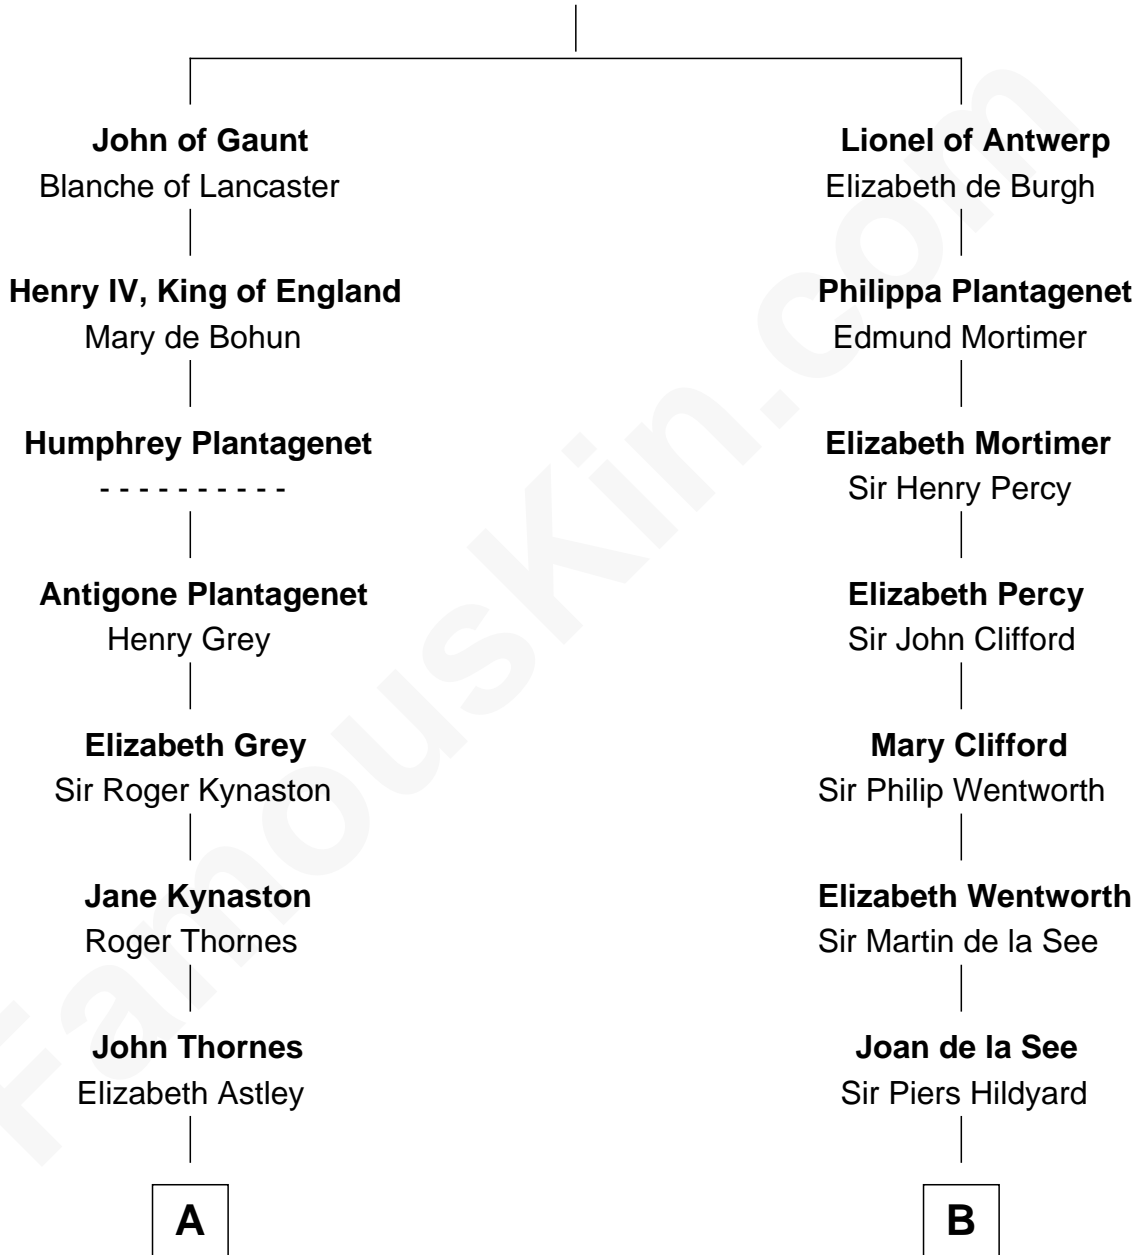 John of Gaunt
Blanche of Lancaster
Henry IV, King of England
Mary de Bohun
Humphrey Plantagenet
- - - - - - - - - -
Antigone Plantagenet
Henry Grey
Elizabeth Grey
Sir Roger Kynaston
Jane Kynaston
Roger Thornes
John Thornes
Elizabeth Astley
A
Lionel of Antwerp
Elizabeth de Burgh
Philippa Plantagenet
Edmund Mortimer
Elizabeth Mortimer
Sir Henry Percy
Elizabeth Percy
Sir John Clifford
Mary Clifford
Sir Philip Wentworth
Elizabeth Wentworth
Sir Martin de la See
Joan de la See
Sir Piers Hildyard
B
FamousKin.com